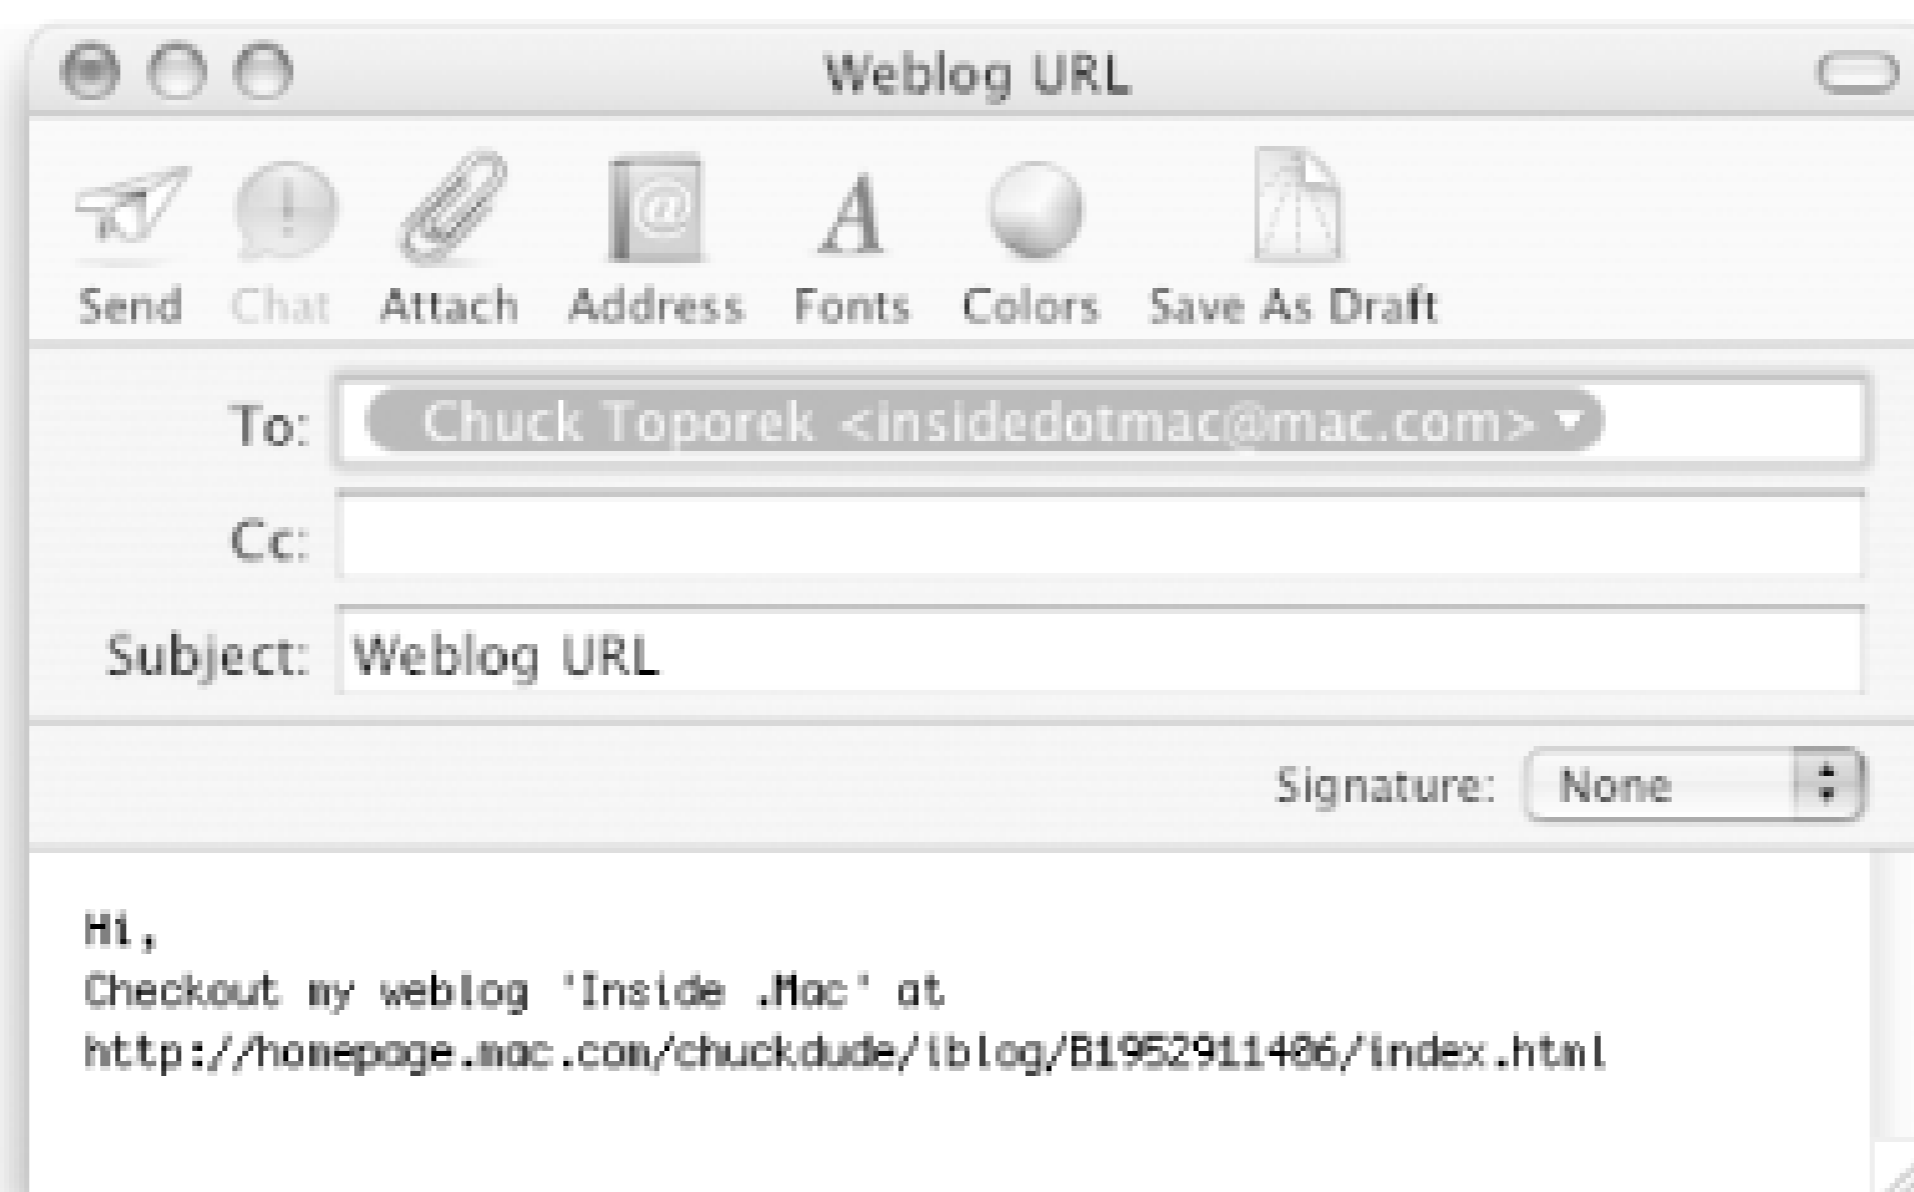 Weblog URL
Send Chat Attach Address Fonts Colors Save As Draft
To: Chuck Toporek <insidedotmac@mac.com>
Cc:
Subject: Weblog URL
Signature: None
Hi,
Checkout my weblog 'Inside .Mac' at
http://homepage.mac.com/chuckdude/iblog/B1952911406/index.html